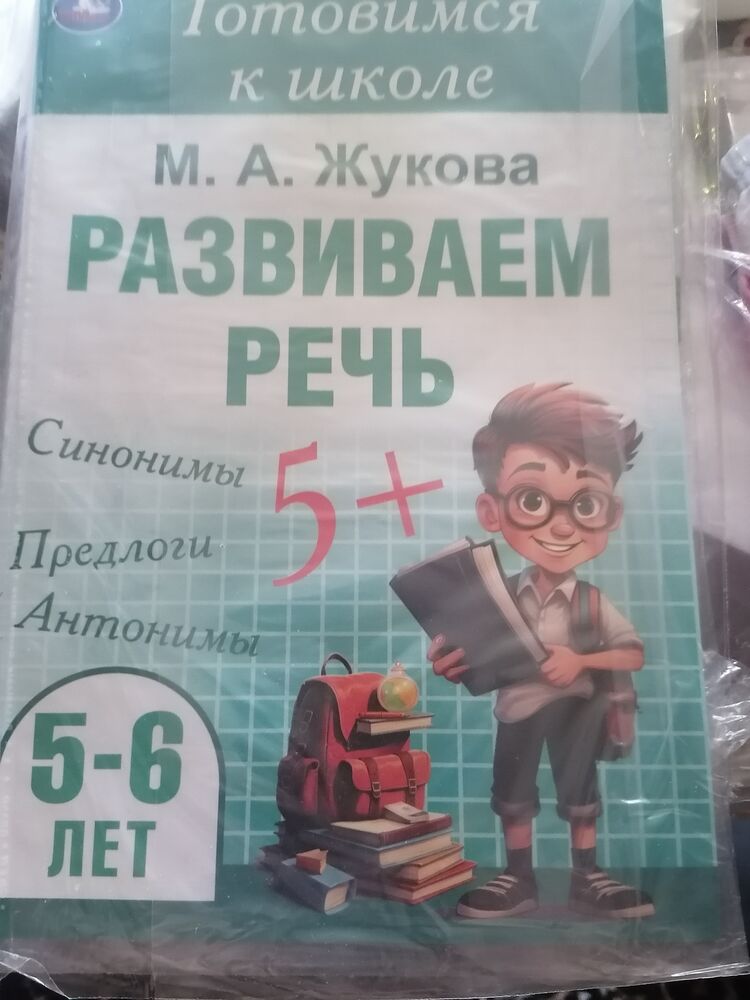 Готовимся
к школе
М. А. Жукова
РАЗВИВАЕМ
РЕЧЬ
Синонимы
5+
Предлоги
Антонимы
5-6
ЛЕТ